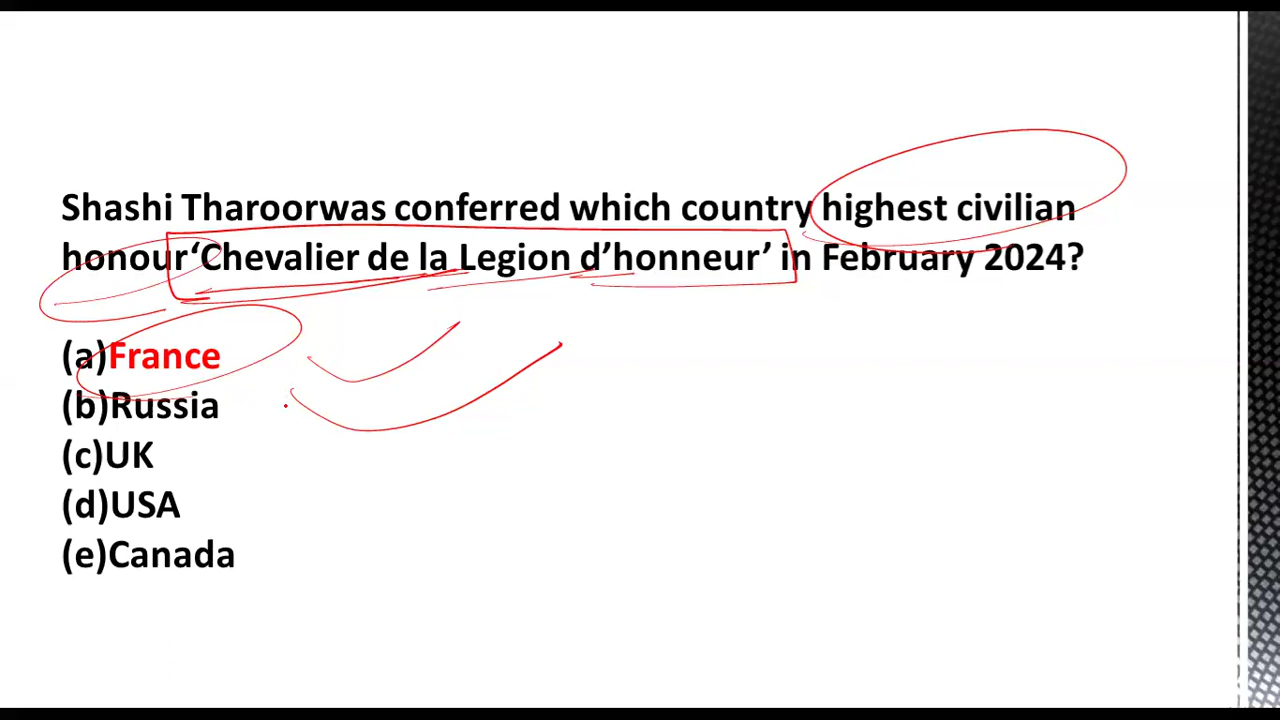 Shashi Tharoorwas conferred which country highest civilian
honour‘Chevalier de la Legion d’honneur’ in February 2024?
(a)France
(b)Russia
(c)UK
(d)USA
(e)Canada